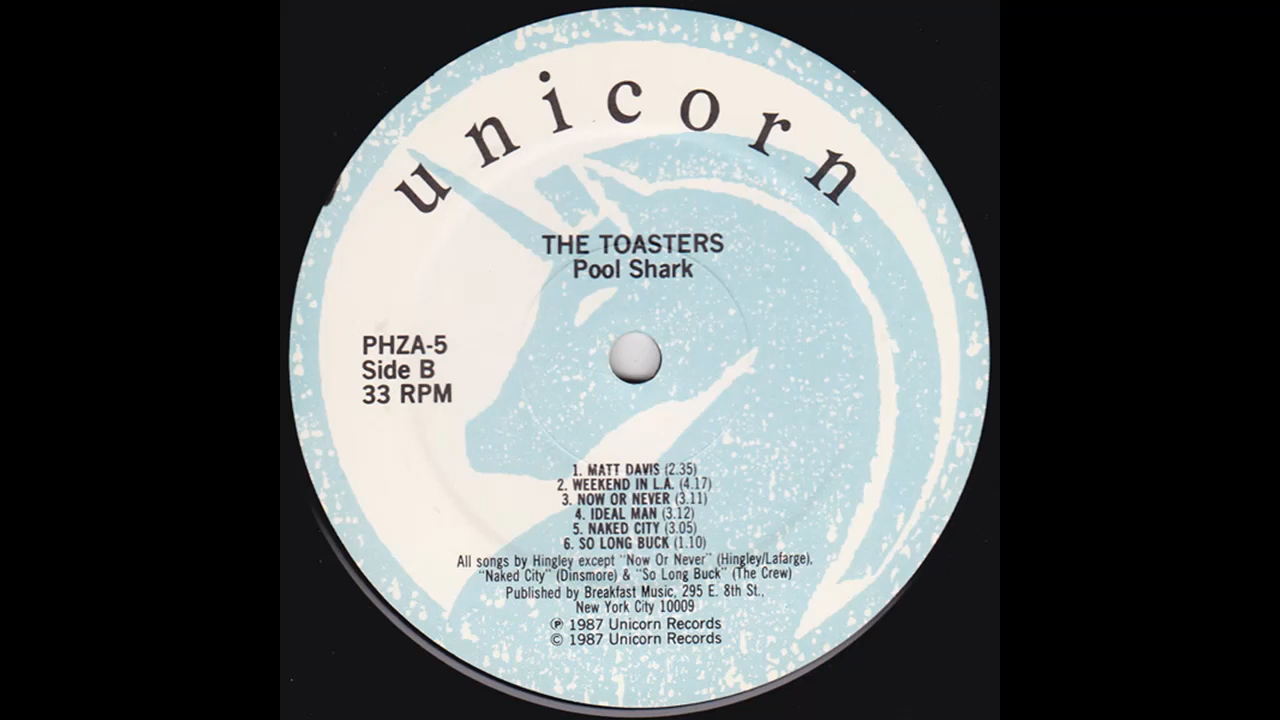 unicorn
THE TOASTERS
Pool Shark
PHZA-5
Side B
33 RPM
1. MATT DAVIS (2.35)
2. WEEKEND IN L.A. (4.17)
3. NOW OR NEVER (3.11)
4. IDEAL MAN (3.12)
5. NAKED CITY (3.05)
6. SO LONG BUCK (1.10)
All songs by Hingley except "Now Or Never" (Hingley/Lafarge),
"Naked City" (Dinsmore) & "So Long Buck" (The Crew)
Published by Breakfast Music, 295 E. 8th St.,
New York City 10009
℗ 1987 Unicorn Records
© 1987 Unicorn Records